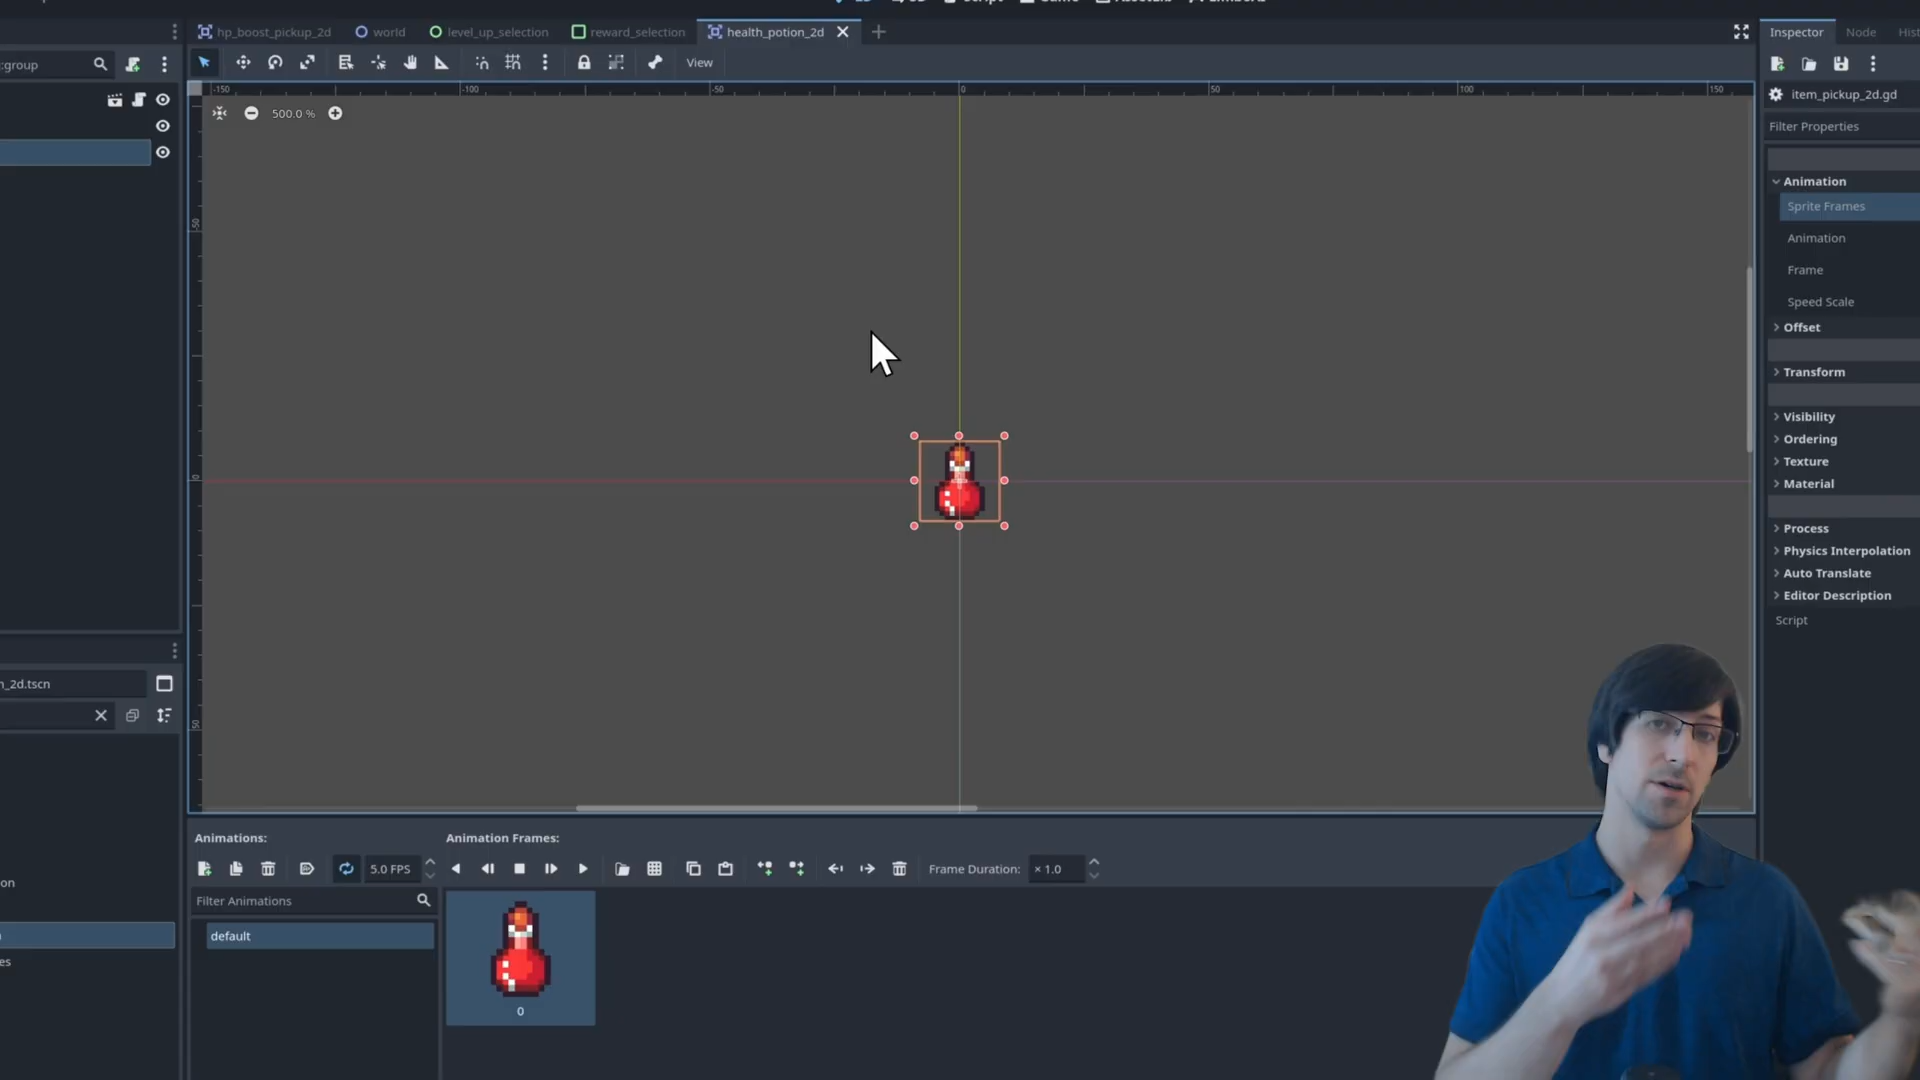 hp_boost_pickup_2d
world
level_up_selection
reward_selection
health_potion_2d
Inspector
Node
:group
View
item_pickup_2d.gd
-150
-100
-50
0
50
100
150
500.0 %
Filter Properties
Animation
Sprite Frames
Animation
Frame
Speed Scale
Offset
Transform
Visibility
Ordering
Texture
Material
Process
Physics Interpolation
Auto Translate
Editor Description
Script
n_2d.tscn
Animations:
Animation Frames:
5.0 FPS
Frame Duration:
× 1.0
Filter Animations
default
0
on
es